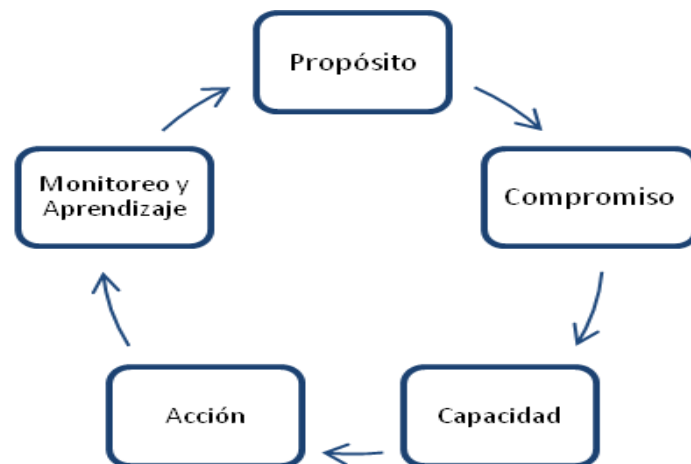 Propósito
Compromiso
Capacidad
Acción
Monitoreo y
Aprendizaje